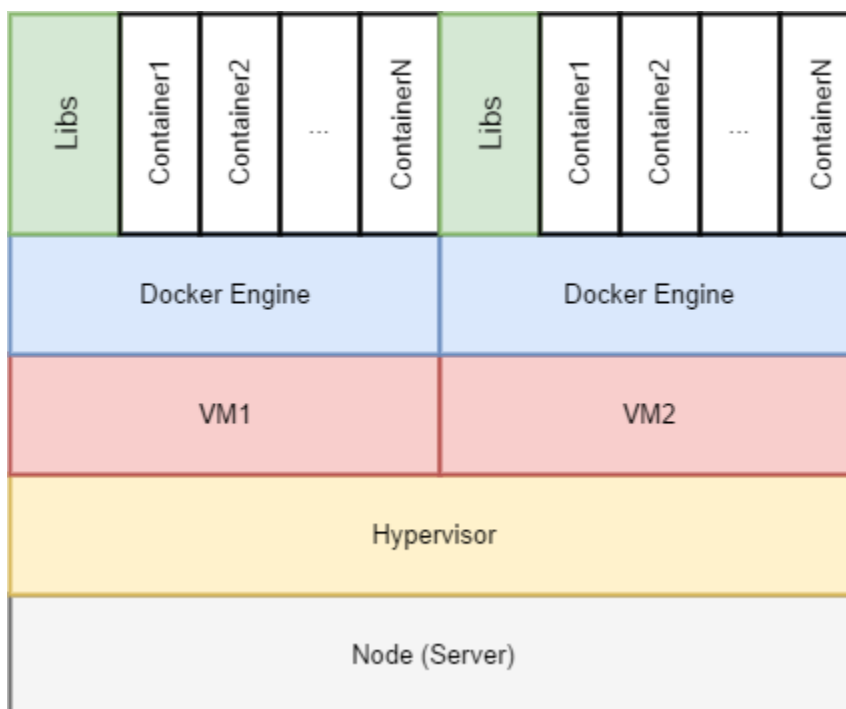 Libs
Container1
Container2
...
ContainerN
Libs
Container1
Container2
...
ContainerN
Docker Engine
Docker Engine
VM1
VM2
Hypervisor
Node (Server)